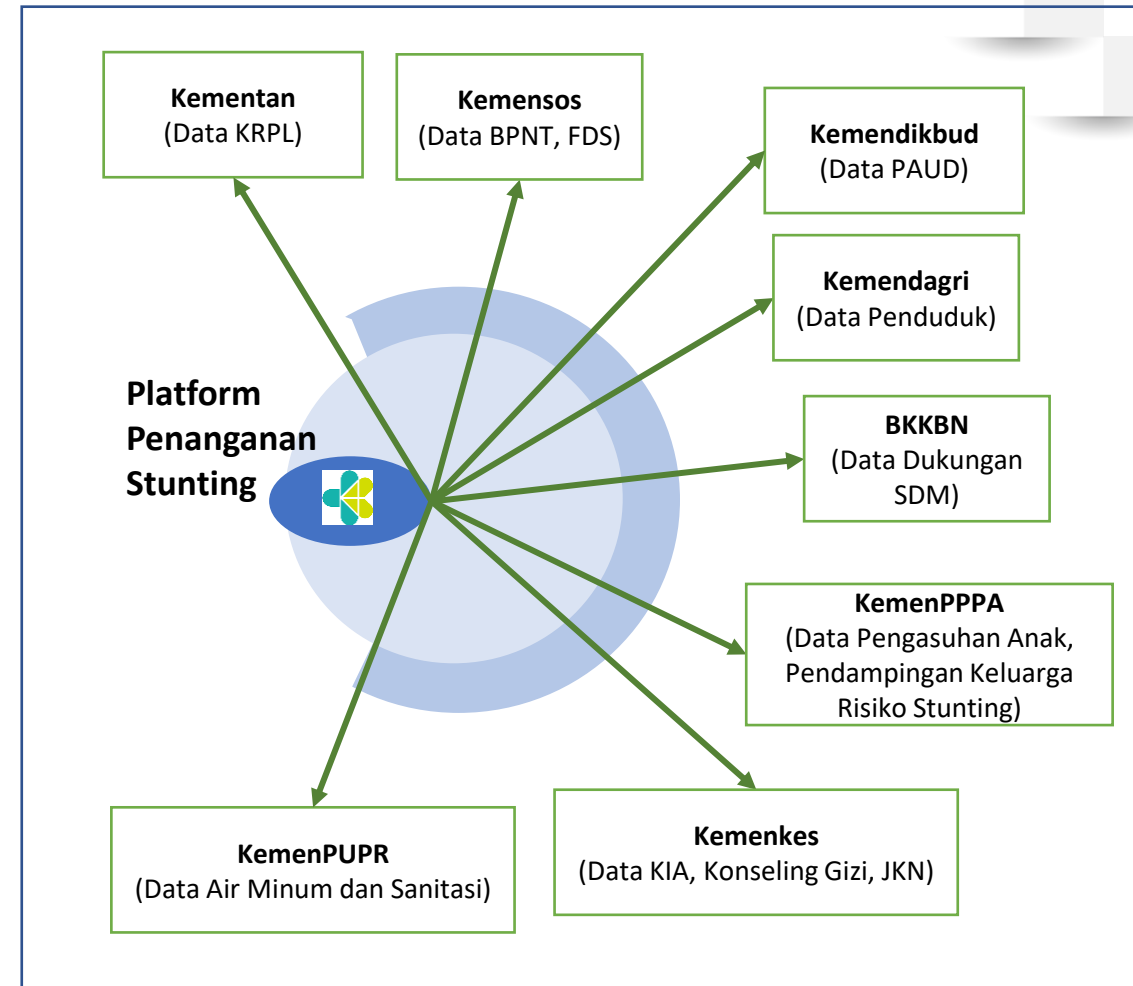 Kementan
(Data KRPL)
Kemensos
(Data BPNT, FDS)
Kemendikbud
(Data PAUD)
Kemendagri
(Data Penduduk)
Platform
Penanganan
Stunting
BKKBN
(Data Dukungan
SDM)
KemenPPPA
(Data Pengasuhan Anak,
Pendampingan Keluarga
Risiko Stunting)
KemenPUPR
(Data Air Minum dan Sanitasi)
Kemenkes
(Data KIA, Konseling Gizi, JKN)